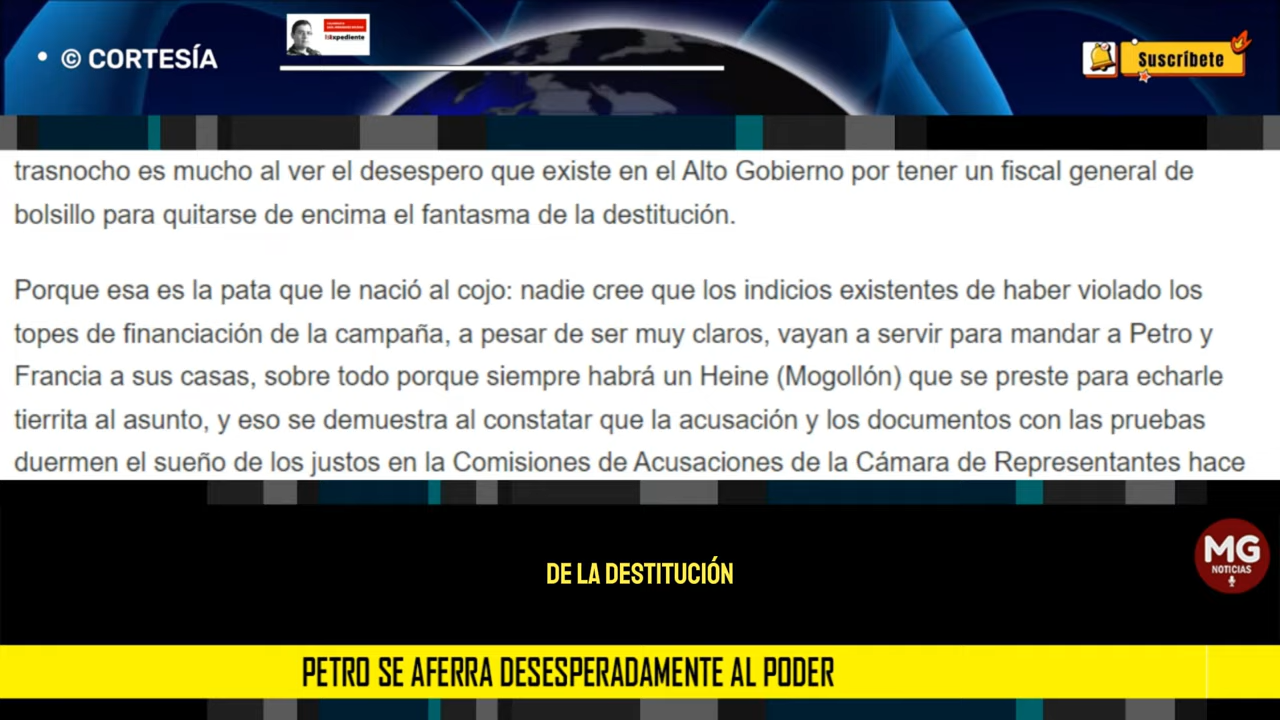 • © CORTESÍA
Expediente
Suscríbete
trasnocho es mucho al ver el desespero que existe en el Alto Gobierno por tener un fiscal general de
bolsillo para quitarse de encima el fantasma de la destitución.
Porque esa es la pata que le nació al cojo: nadie cree que los indicios existentes de haber violado los
topes de financiación de la campaña, a pesar de ser muy claros, vayan a servir para mandar a Petro y
Francia a sus casas, sobre todo porque siempre habrá un Heine (Mogollón) que se preste para echarle
tierrita al asunto, y eso se demuestra al constatar que la acusación y los documentos con las pruebas
duermen el sueño de los justos en la Comisiones de Acusaciones de la Cámara de Representantes hace
DE LA DESTITUCIÓN
MG
NOTICIAS
PETRO SE AFERRA DESESPERADAMENTE AL PODER